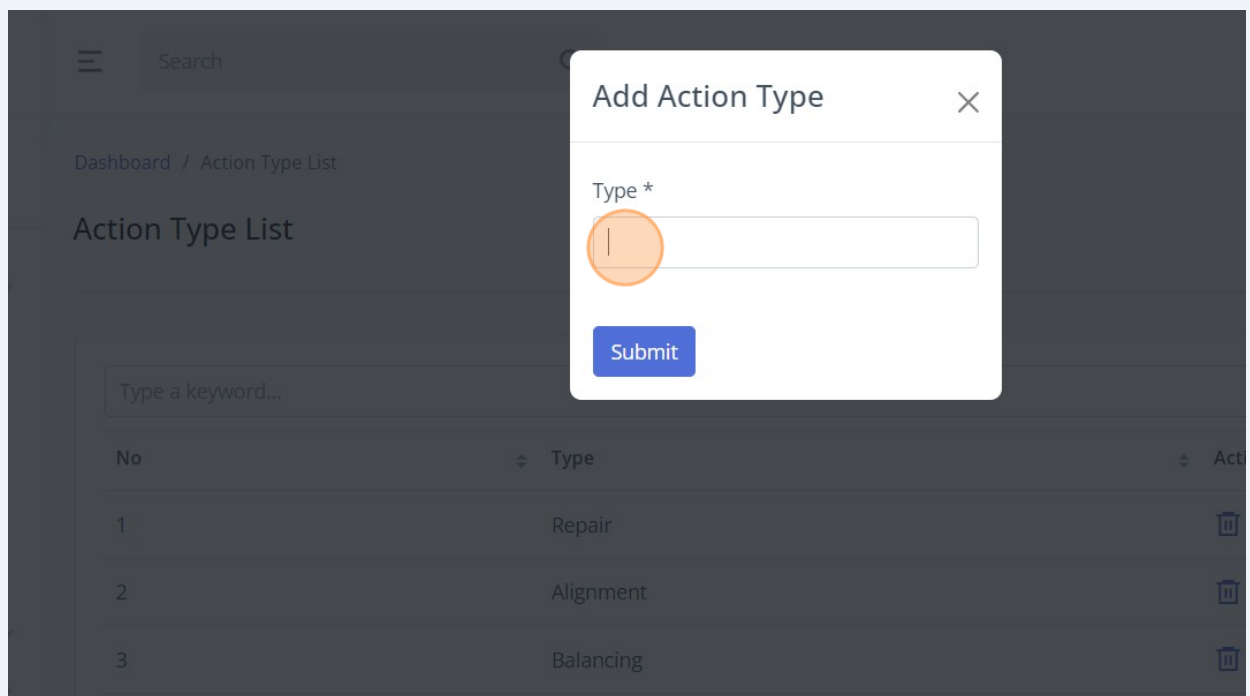 Search
Add Action Type
Dashboard / Action Type List
Type *
Action Type List
Submit
Type a keyword...
No Type Acti
1 Repair
2 Alignment
3 Balancing